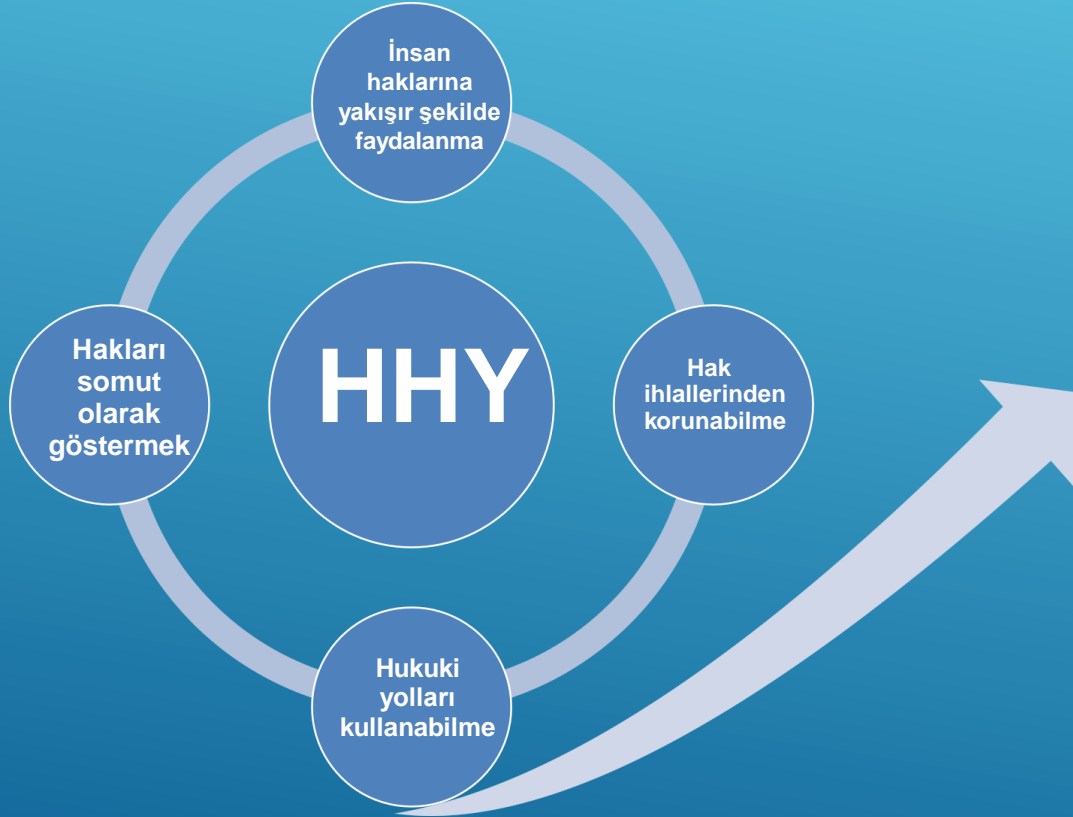 İnsan
haklarına
yakışır şekilde
faydalanma
Hakları
somut
olarak
göstermek
HHY
Hak
ihlallerinden
korunabilme
Hukuki
yolları
kullanabilme